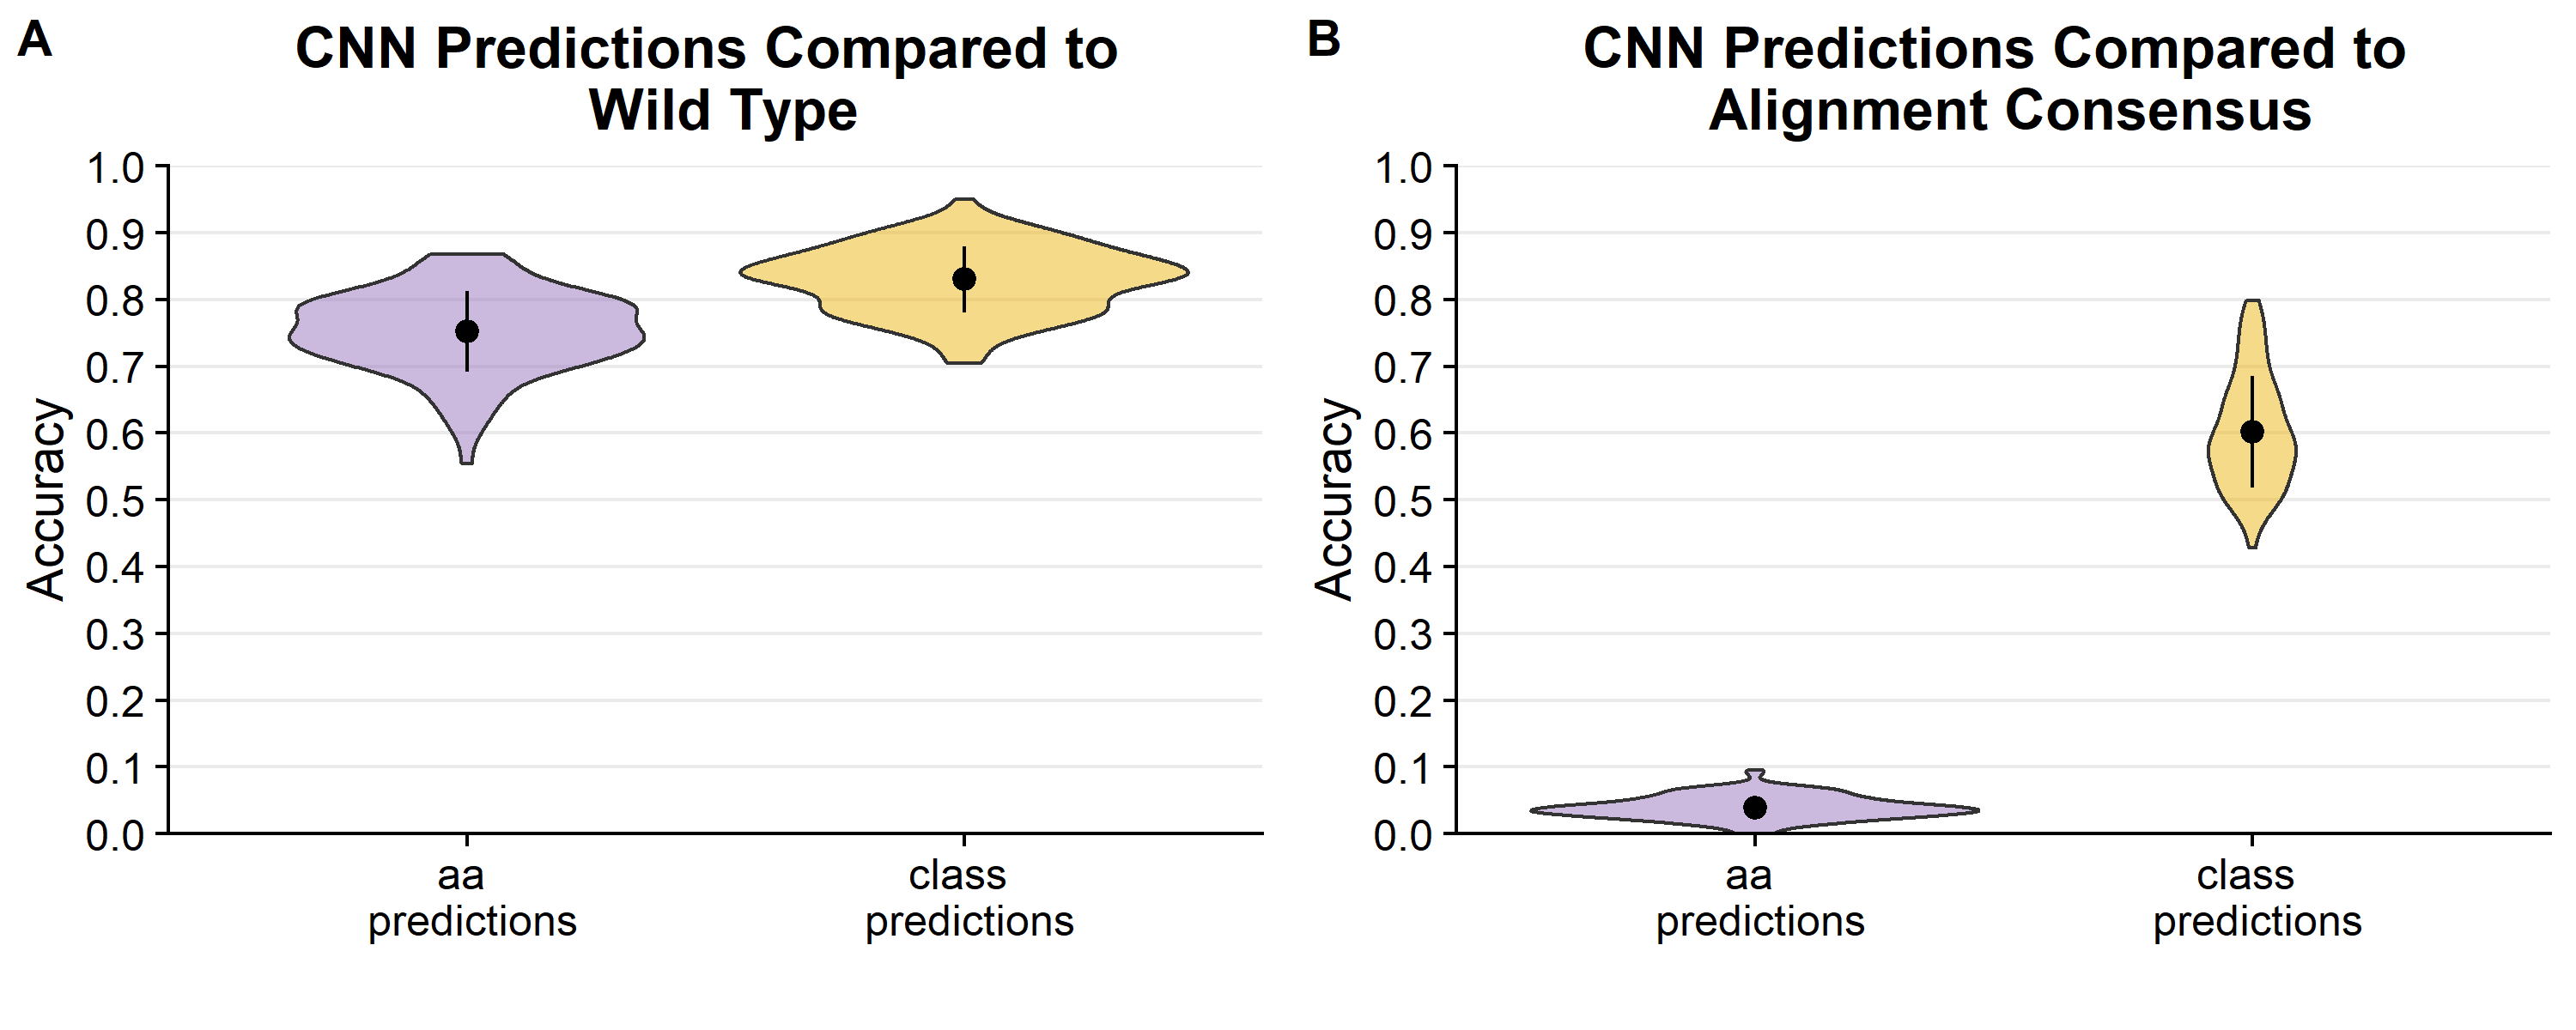 A
CNN Predictions Compared to
Wild Type
Accuracy
1.0
0.9
0.8
0.7
0.6
0.5
0.4
0.3
0.2
0.1
0.0
aa
predictions
class
predictions
B
CNN Predictions Compared to
Alignment Consensus
Accuracy
1.0
0.9
0.8
0.7
0.6
0.5
0.4
0.3
0.2
0.1
0.0
aa
predictions
class
predictions